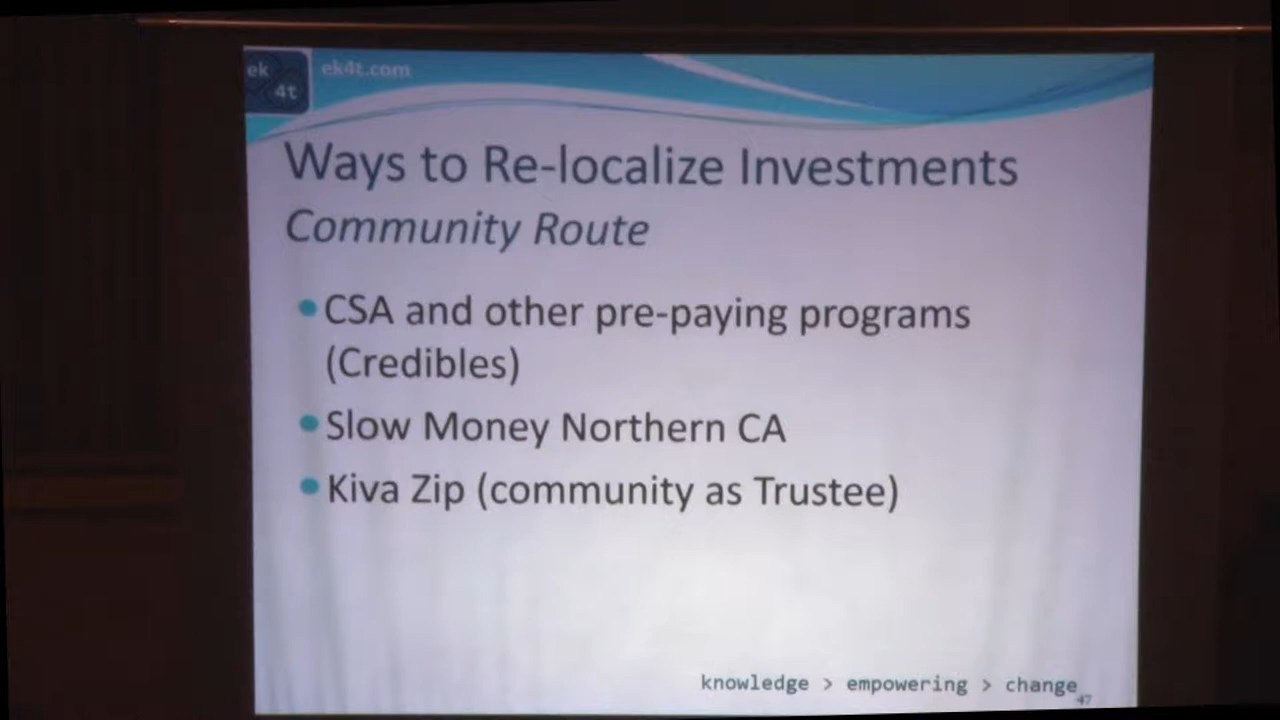 ek
4t
ek4t.com
Ways to Re-localize Investments
Community Route
CSA and other pre-paying programs
(Credibles)
Slow Money Northern CA
Kiva Zip (community as Trustee)
knowledge > empowering > change
47